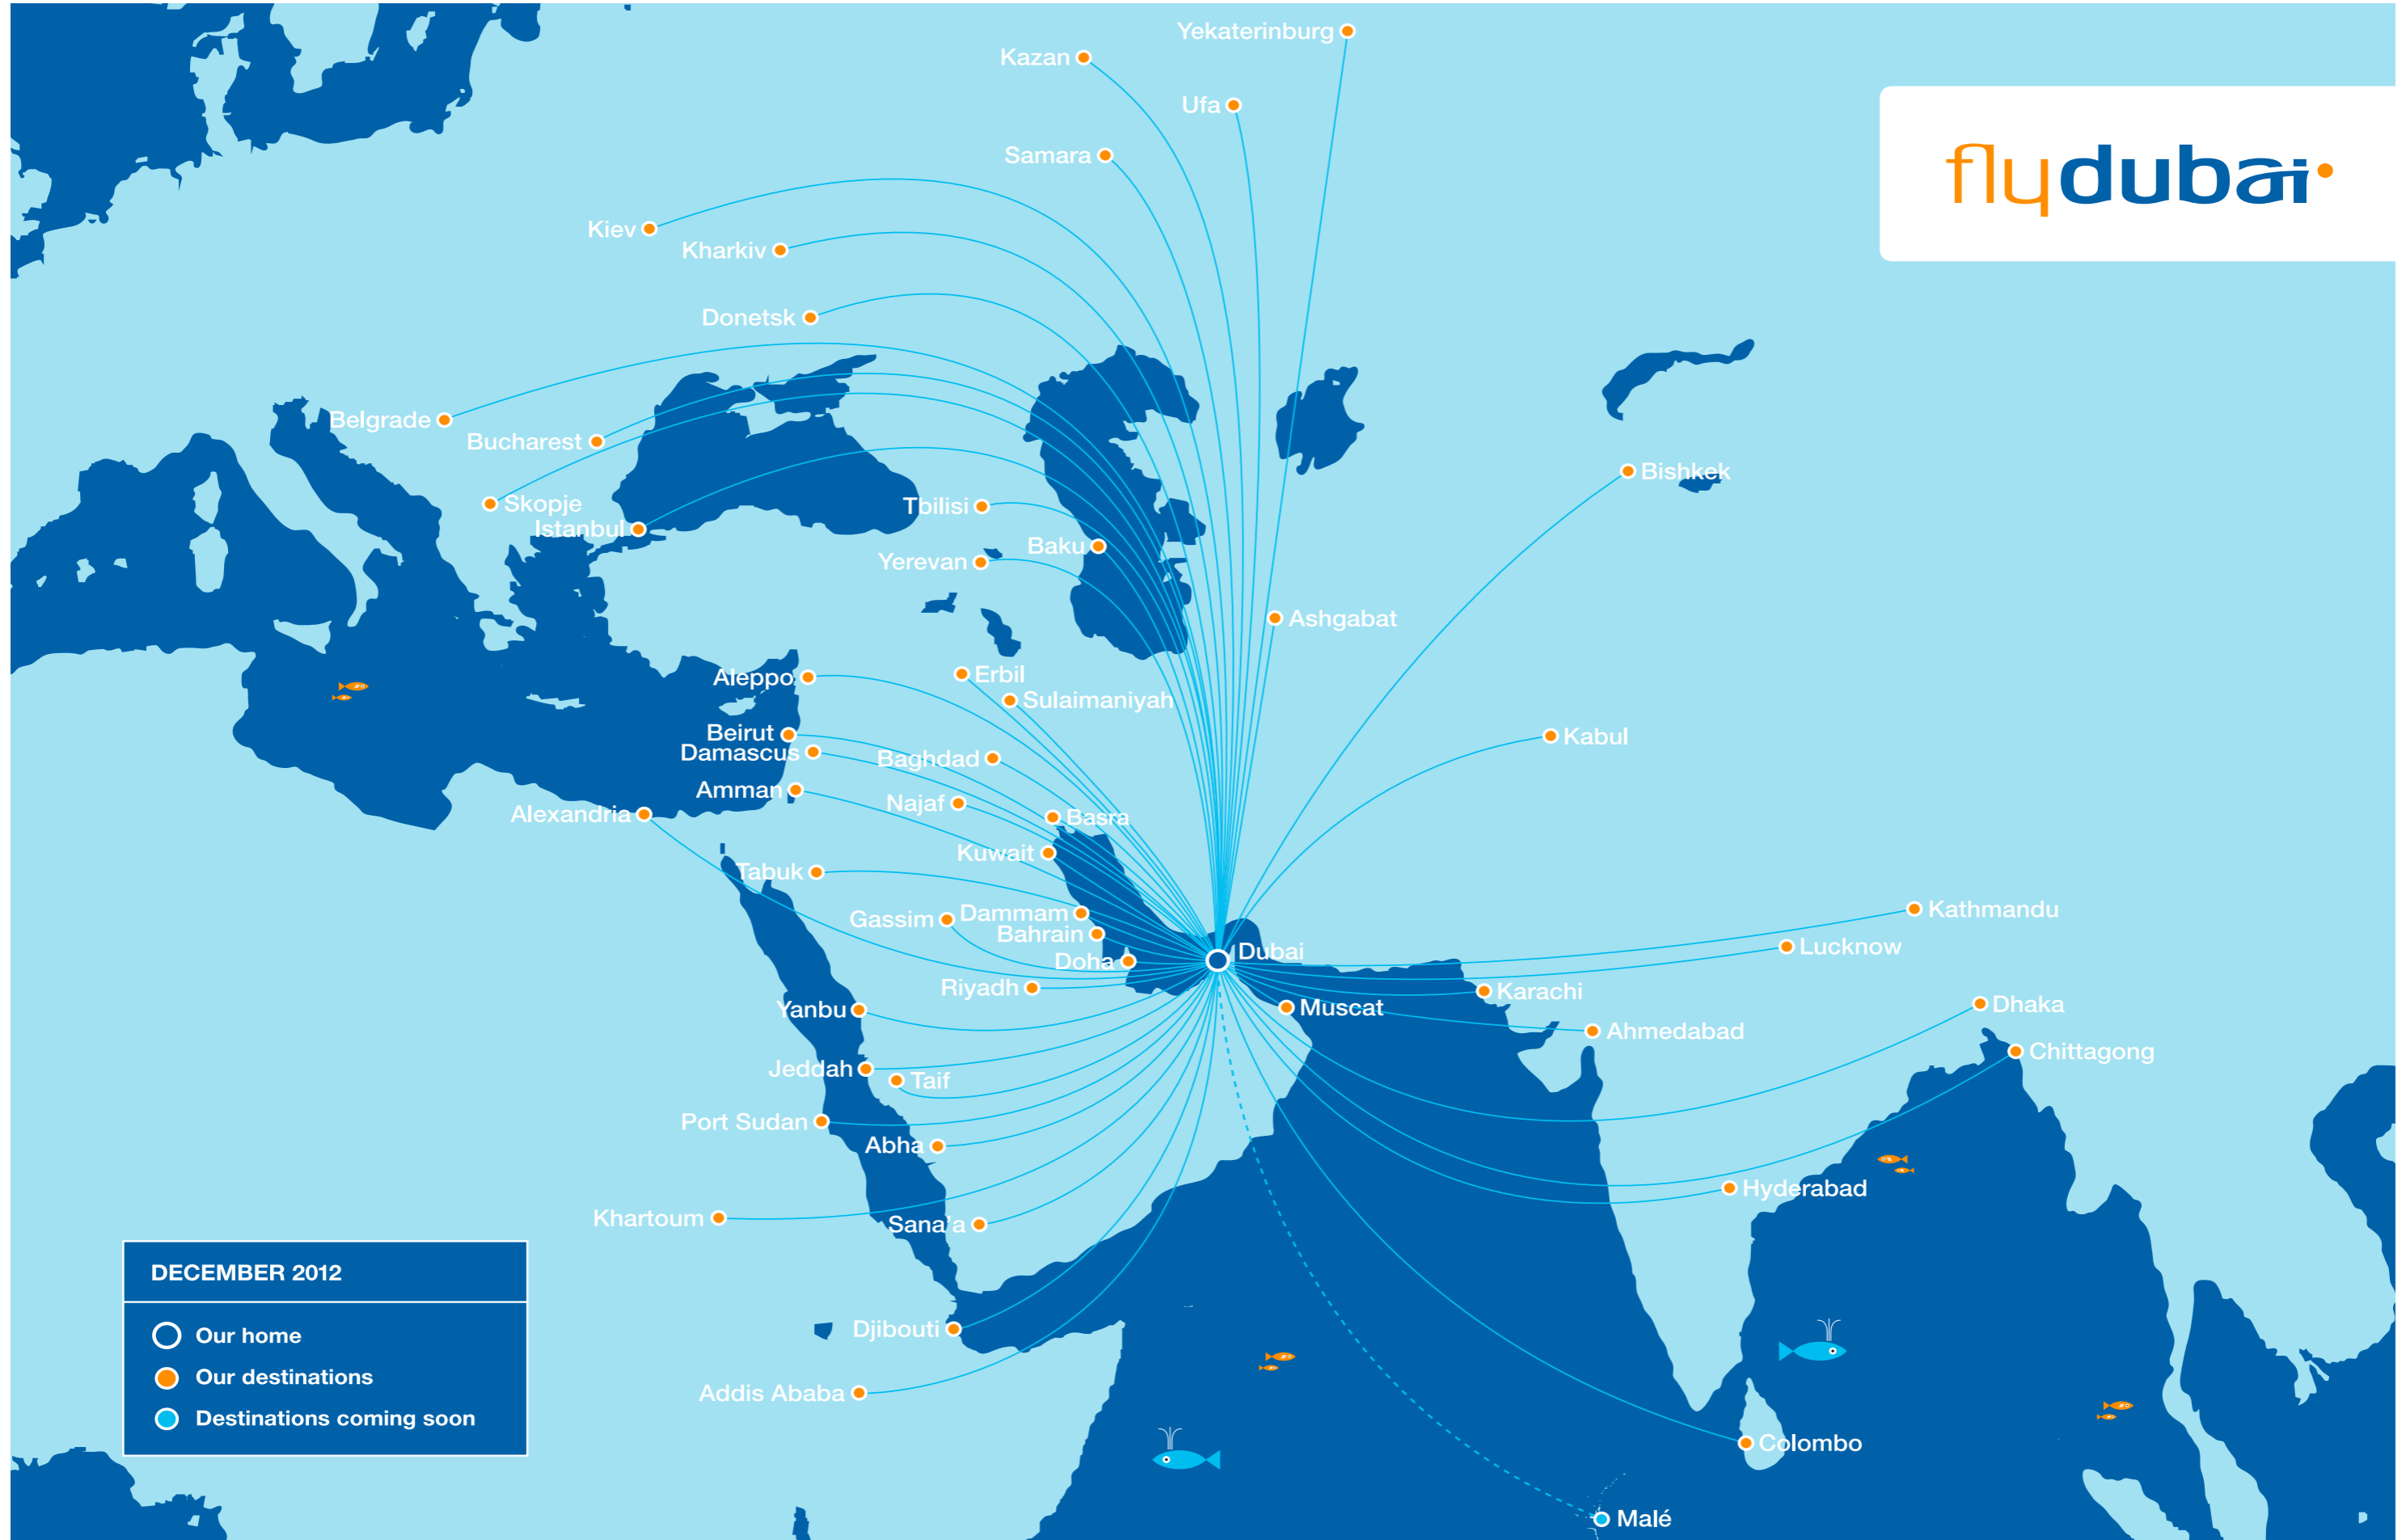 Yekaterinburg
Kazan
Ufa
flydubai
Samara
Kiev
Kharkiv
Donetsk
Belgrade
Bucharest
Bishkek
Skopje
Tbilisi
Istanbul
Baku
Yerevan
Ashgabat
Erbil
Aleppo
Sulaimaniyah
Beirut
Kabul
Damascus
Baghdad
Amman
Najaf
Alexandria
Basra
Kuwait
Tabuk
Kathmandu
Dammam
Gassim
Bahrain
Lucknow
Dubai
Doha
Riyadh
Karachi
Dhaka
Muscat
Yanbu
Ahmedabad
Chittagong
Jeddah
Taif
Port Sudan
Abha
Hyderabad
Khartoum
Sana'a
DECEMBER 2012
Our home
Our destinations
Destinations coming soon
Djibouti
Addis Ababa
Colombo
Malé